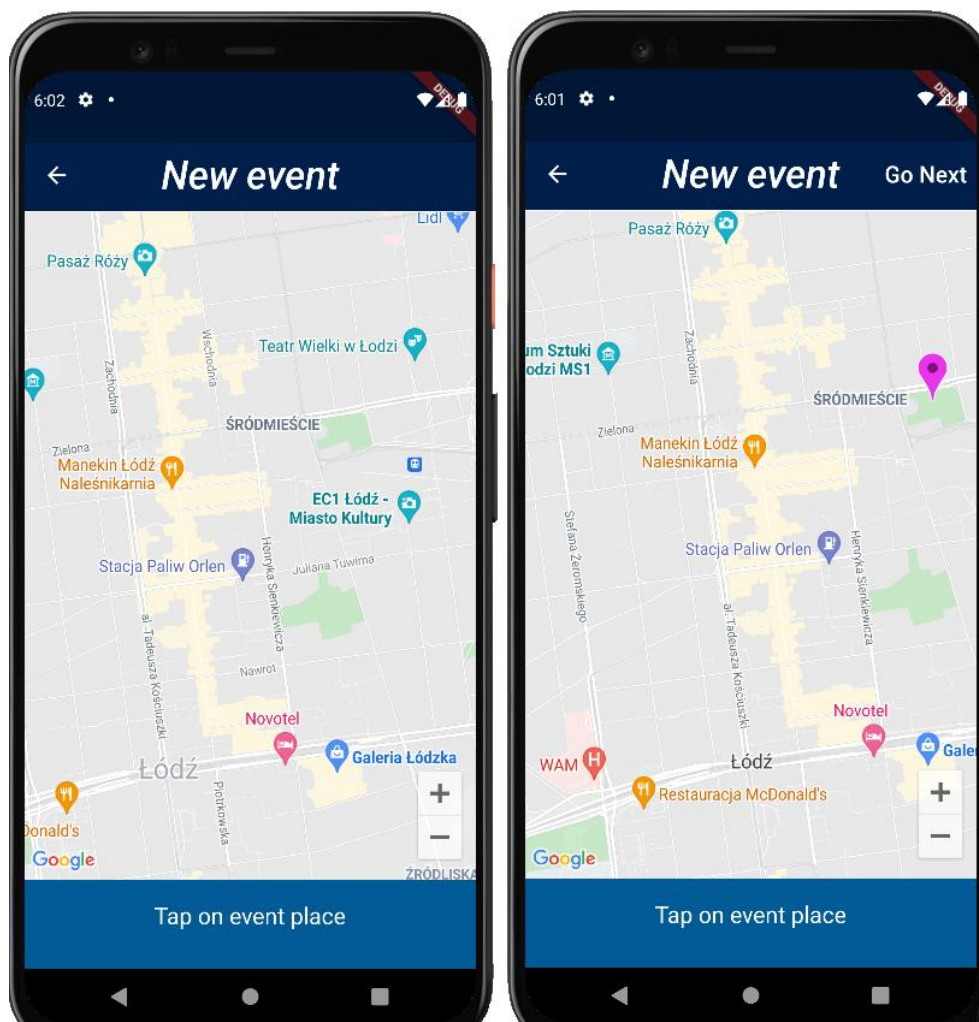 6:02
DEBUG
New event
Lidl
Pasaż Róży
Wschodnia
Teatr Wielki w Łodzi
Zachodnia
ŚRÓDMIEŚCIE
Zielona
Manekin Łódź
Naleśnikarnia
EC1 Łódź -
Miasto Kultury
Stacja Paliw Orlen
Henryka Sienkiewicza
Juliana Tuwima
al. Tadeusza Kościuszki
Nawrot
Novotel
Galeria Łódzka
Łódź
Piotrkowska
Donald's
+
−
Google
ŹRÓDLISKA
Tap on event place
6:01
DEBUG
New event
Go Next
Pasaż Róży
Zachodnia
um Sztuki
odzi MS1
ŚRÓDMIEŚCIE
Zielona
Manekin Łódź
Naleśnikarnia
Stefana Żeromskiego
Stacja Paliw Orlen
Henryka Sienkiewicza
al. Tadeusza Kościuszki
Novotel
WAM
H
Łódź
Galer
Restauracja McDonald's
+
−
Google
Tap on event place